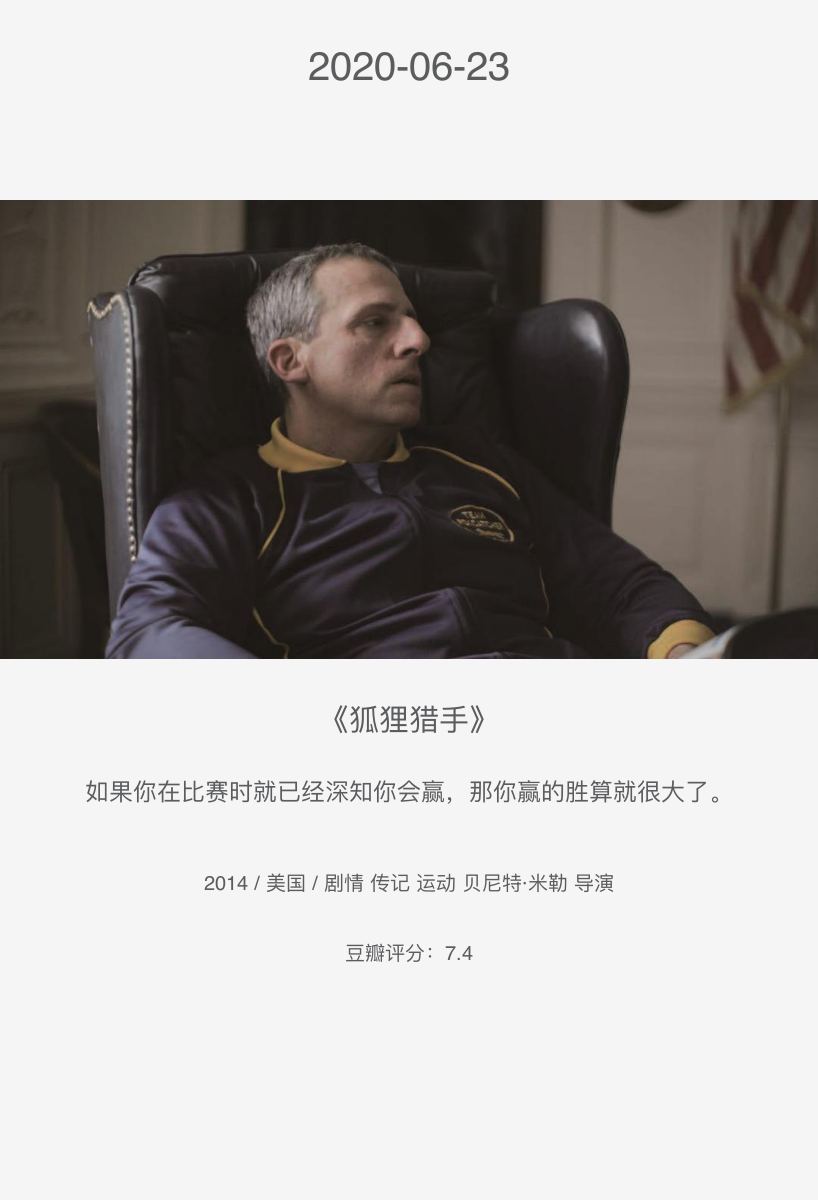 2020-06-23
TEAM
FOXCATCHER
《狐狸猎手》
如果你在比赛时就已经深知你会赢，那你赢的胜算就很大了。
2014 / 美国 / 剧情 传记 运动 贝尼特·米勒 导演
豆瓣评分：7.4